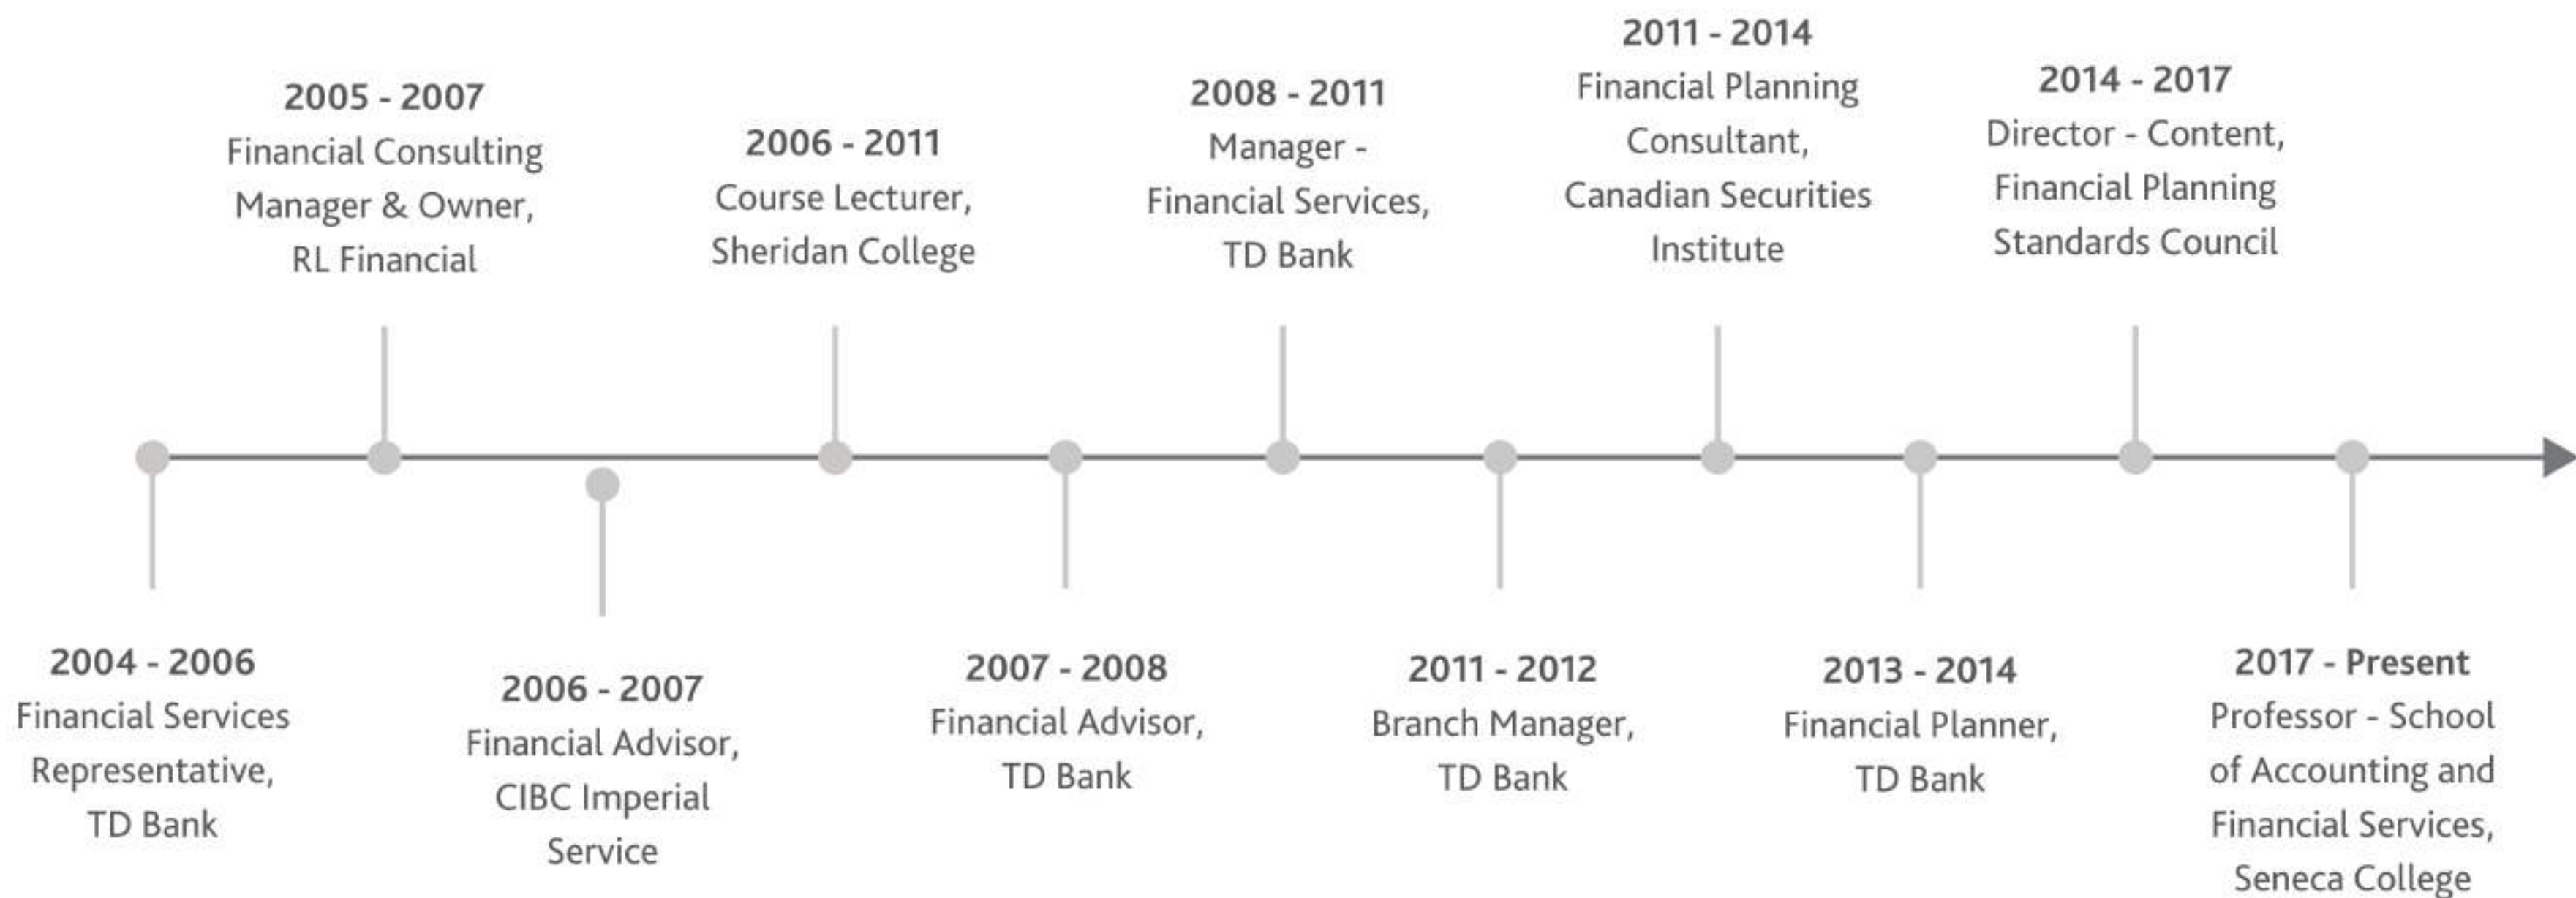 2004 - 2006
Financial Services
Representative,
TD Bank
2005 - 2007
Financial Consulting
Manager & Owner,
RL Financial
2006 - 2007
Financial Advisor,
CIBC Imperial
Service
2006 - 2011
Course Lecturer,
Sheridan College
2007 - 2008
Financial Advisor,
TD Bank
2008 - 2011
Manager -
Financial Services,
TD Bank
2011 - 2012
Branch Manager,
TD Bank
2011 - 2014
Financial Planning
Consultant,
Canadian Securities
Institute
2013 - 2014
Financial Planner,
TD Bank
2014 - 2017
Director - Content,
Financial Planning
Standards Council
2017 - Present
Professor - School
of Accounting and
Financial Services,
Seneca College